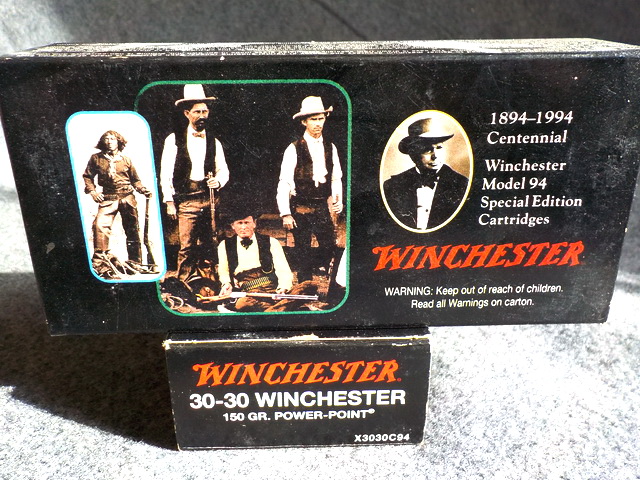 1894–1994
Centennial
Winchester
Model 94
Special Edition
Cartridges
WINCHESTER
WARNING: Keep out of reach of children.
Read all Warnings on carton.
WINCHESTER®
30-30 WINCHESTER
150 GR. POWER-POINT®
X3030C94